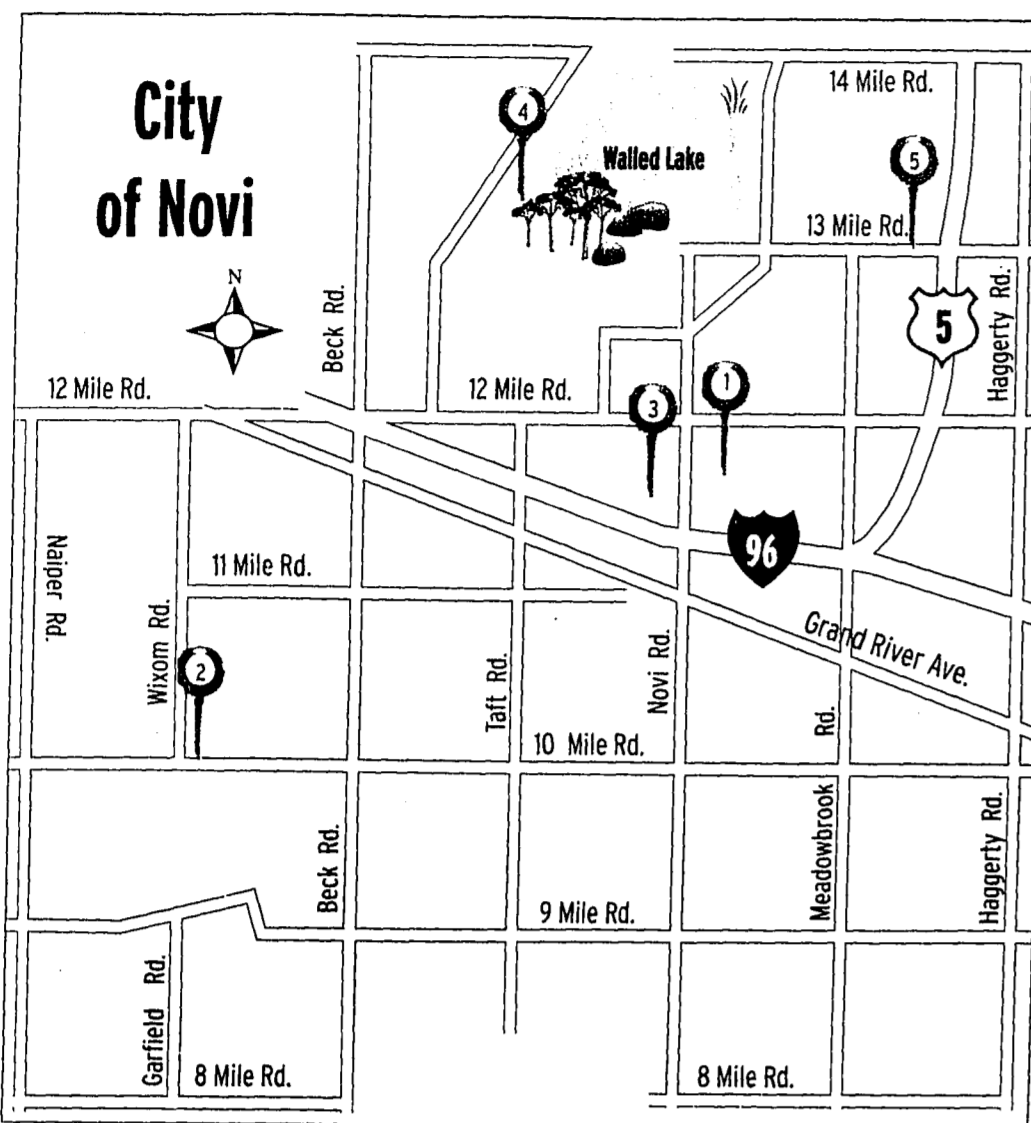 City
of Novi
14 Mile Rd.
4
Walled Lake
5
13 Mile Rd.
N
Beck Rd.
5
Haggerty Rd.
12 Mile Rd.
12 Mile Rd.
1
3
96
Naiper Rd.
11 Mile Rd.
Wixom Rd.
Grand River Ave.
2
Taft Rd.
Novi Rd.
10 Mile Rd.
Meadowbrook Rd.
Beck Rd.
Haggerty Rd.
9 Mile Rd.
Garfield Rd.
8 Mile Rd.
8 Mile Rd.